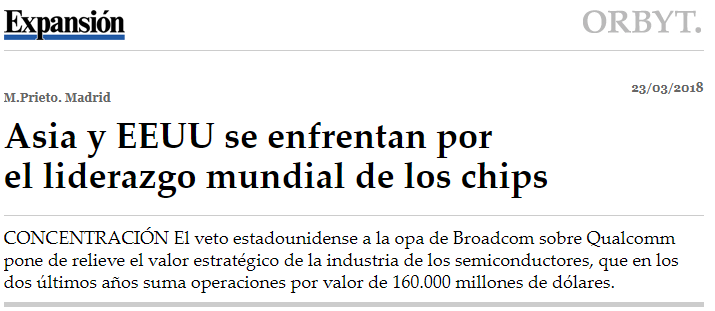 Expansión
ORBYT.
23/03/2018
M.Prieto. Madrid
Asia y EEUU se enfrentan por
el liderazgo mundial de los chips
CONCENTRACIÓN El veto estadounidense a la opa de Broadcom sobre Qualcomm
pone de relieve el valor estratégico de la industria de los semiconductores, que en los
dos últimos años suma operaciones por valor de 160.000 millones de dólares.